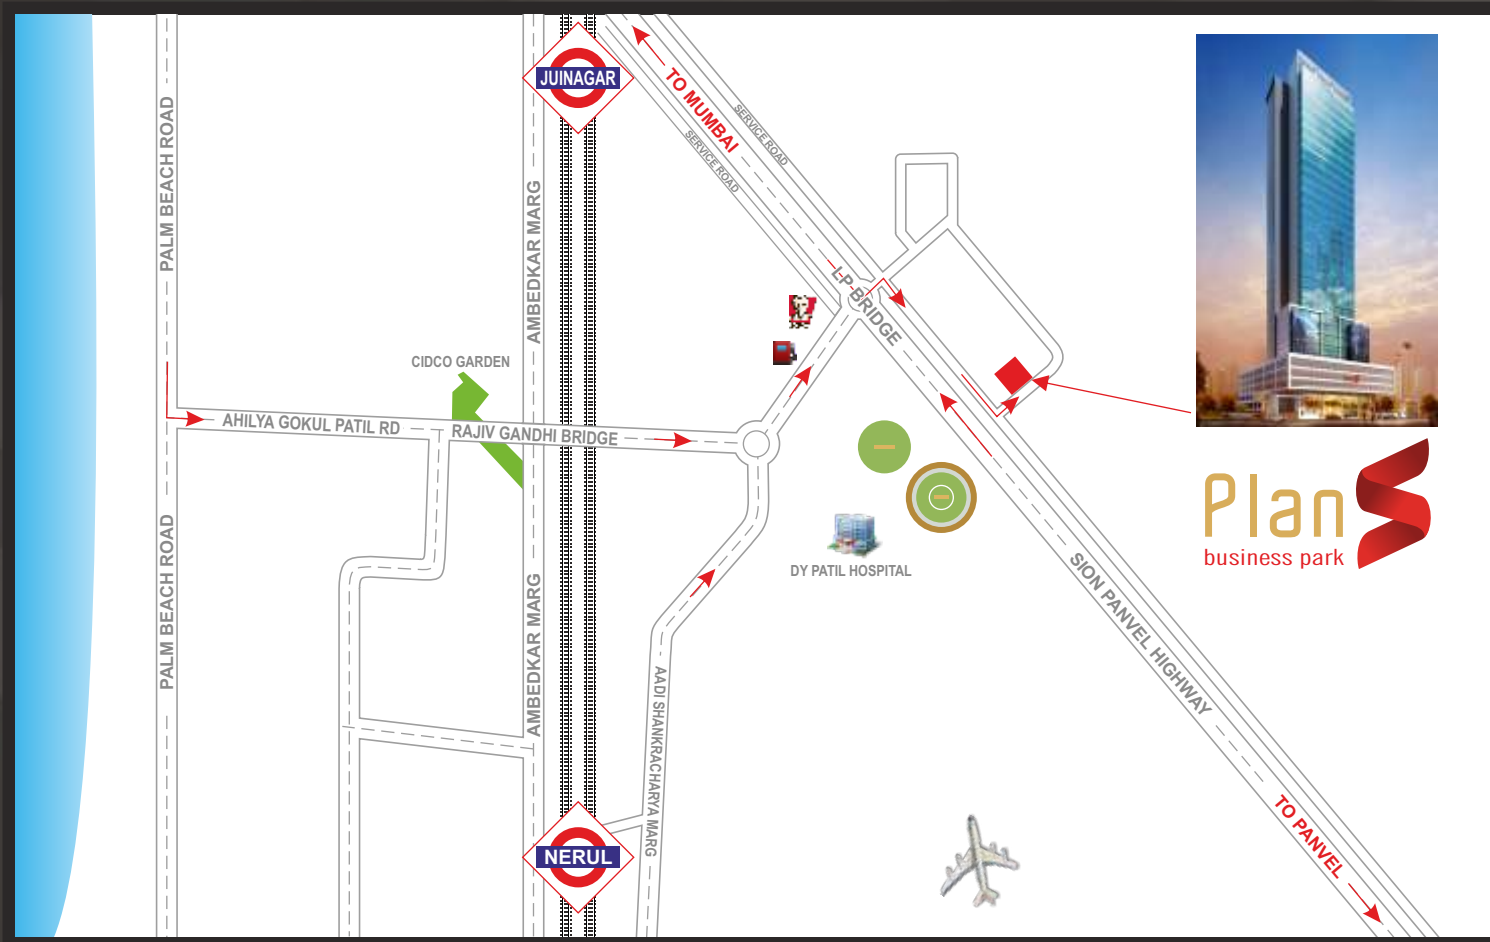 JUINAGAR
TO MUMBAI
SERVICE ROAD
SERVICE ROAD
PALM BEACH ROAD
AMBEDKAR MARG
LP BRIDGE
CIDCO GARDEN
AHILYA GOKUL PATIL RD
RAJIV GANDHI BRIDGE
Plan S
business park
DY PATIL HOSPITAL
PALM BEACH ROAD
AMBEDKAR MARG
SION PANVEL HIGHWAY
AADI SHANKRACHARYA MARG
TO PANVEL
NERUL